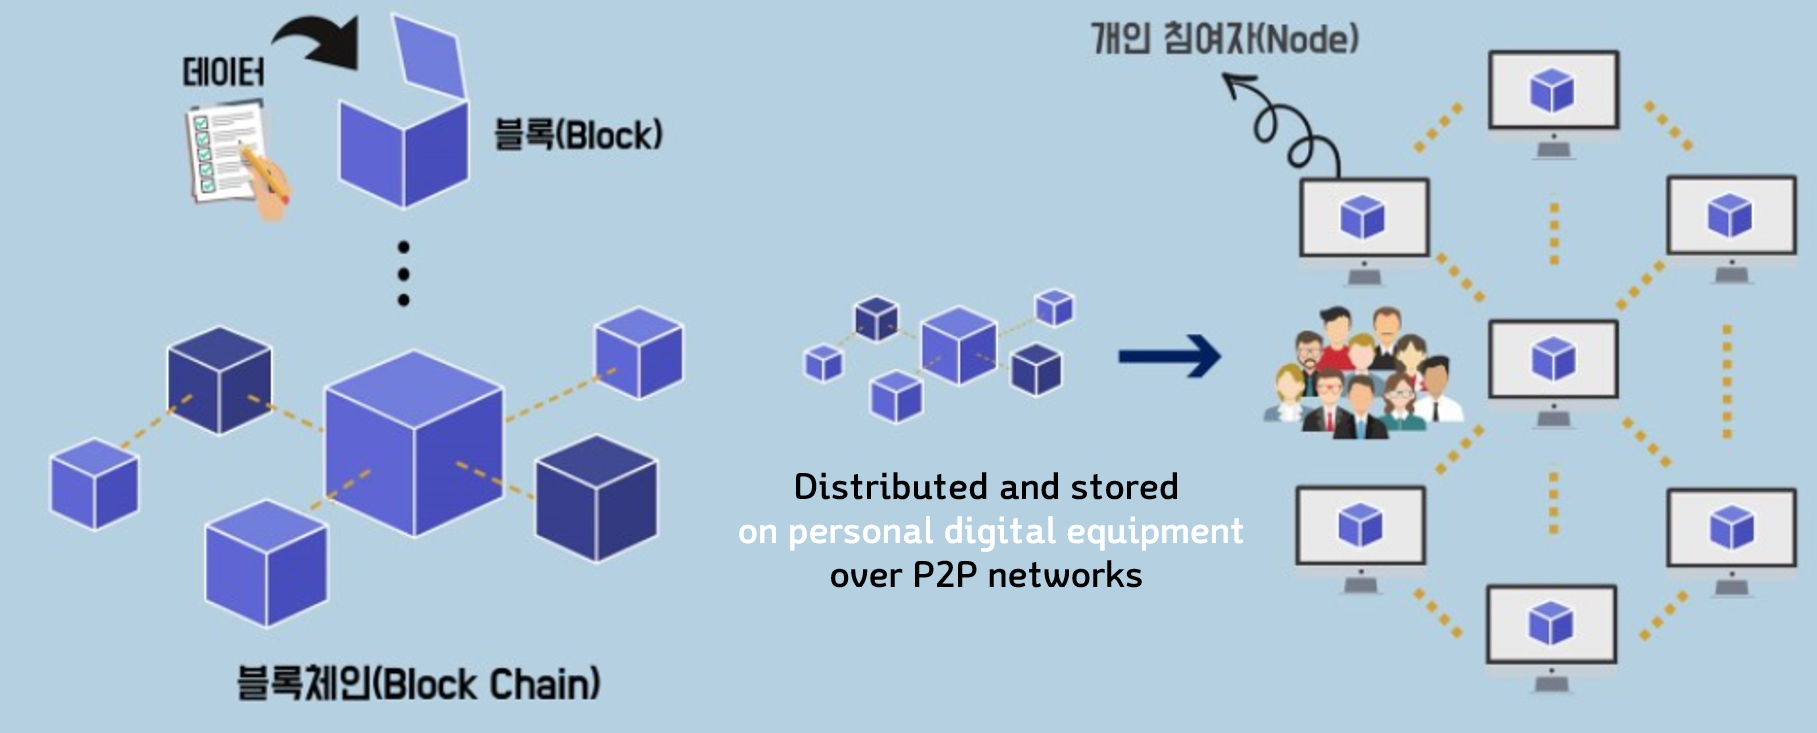 데이터
블록(Block)
블록체인(Block Chain)
Distributed and stored
on personal digital equipment
over P2P networks
개인 침여자(Node)